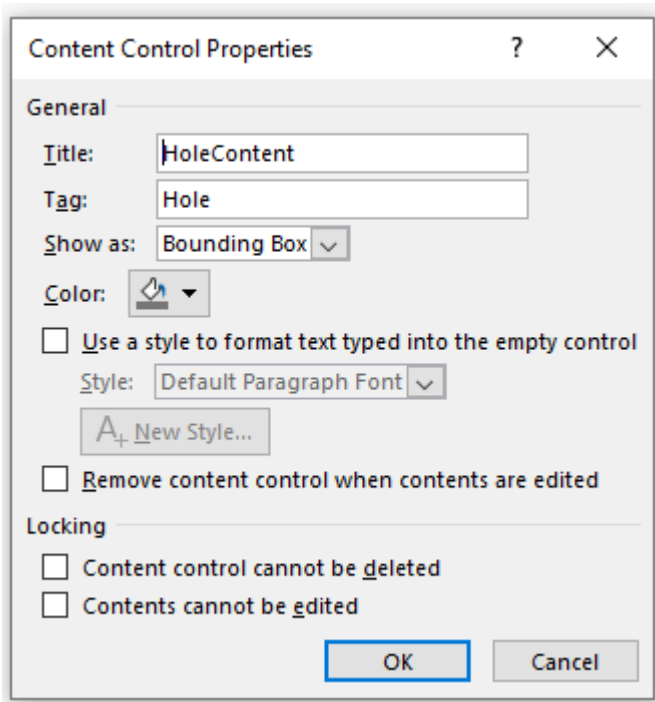 Content Control Properties ?
General
Title: HoleContent
Tag: Hole
Show as: Bounding Box
Color:
Use a style to format text typed into the empty control
Style: Default Paragraph Font
A+ New Style...
Remove content control when contents are edited
Locking
Content control cannot be deleted
Contents cannot be edited
OK Cancel